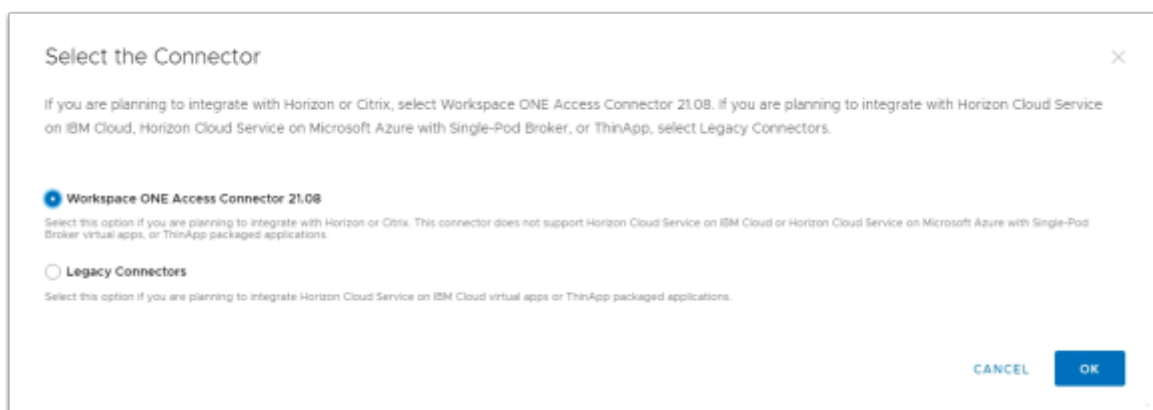 Select the Connector
If you are planning to integrate with Horizon or Citrix, select Workspace ONE Access Connector 21.08. If you are planning to integrate with Horizon Cloud Service
on IBM Cloud, Horizon Cloud Service on Microsoft Azure with Single-Pod Broker, or ThinApp, select Legacy Connectors.
Workspace ONE Access Connector 21.08
Select this option if you are planning to integrate with Horizon or Citrix. This connector does not support Horizon Cloud Service on IBM Cloud or Horizon Cloud Service on Microsoft Azure with Single-Pod
Broker virtual apps, or ThinApp packaged applications.
Legacy Connectors
Select this option if you are planning to integrate Horizon Cloud Service on IBM Cloud virtual apps or ThinApp packaged applications.
CANCEL OK